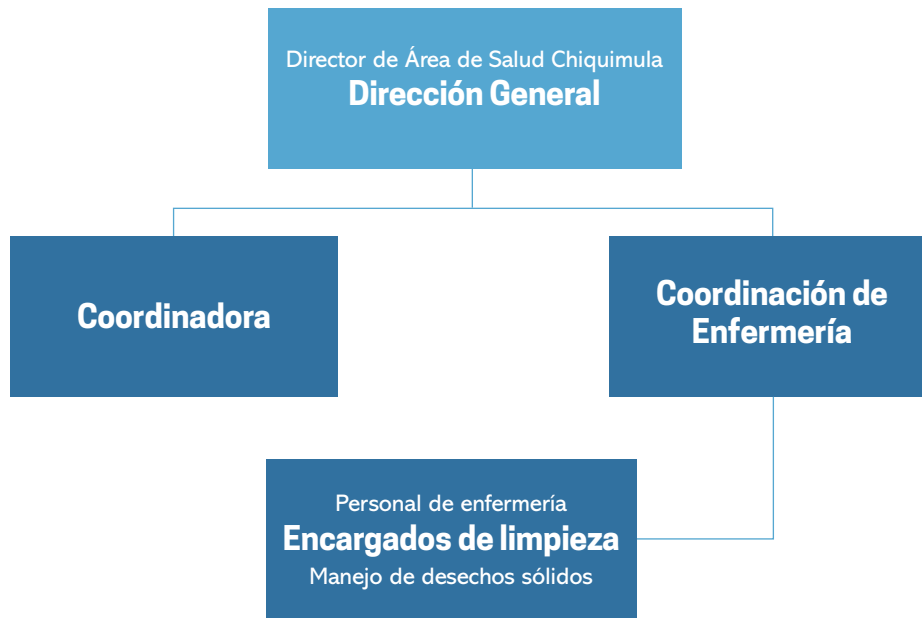 Director de Área de Salud Chiquimula
Dirección General
Coordinadora
Coordinación de
Enfermería
Personal de enfermería
Encargados de limpieza
Manejo de desechos sólidos